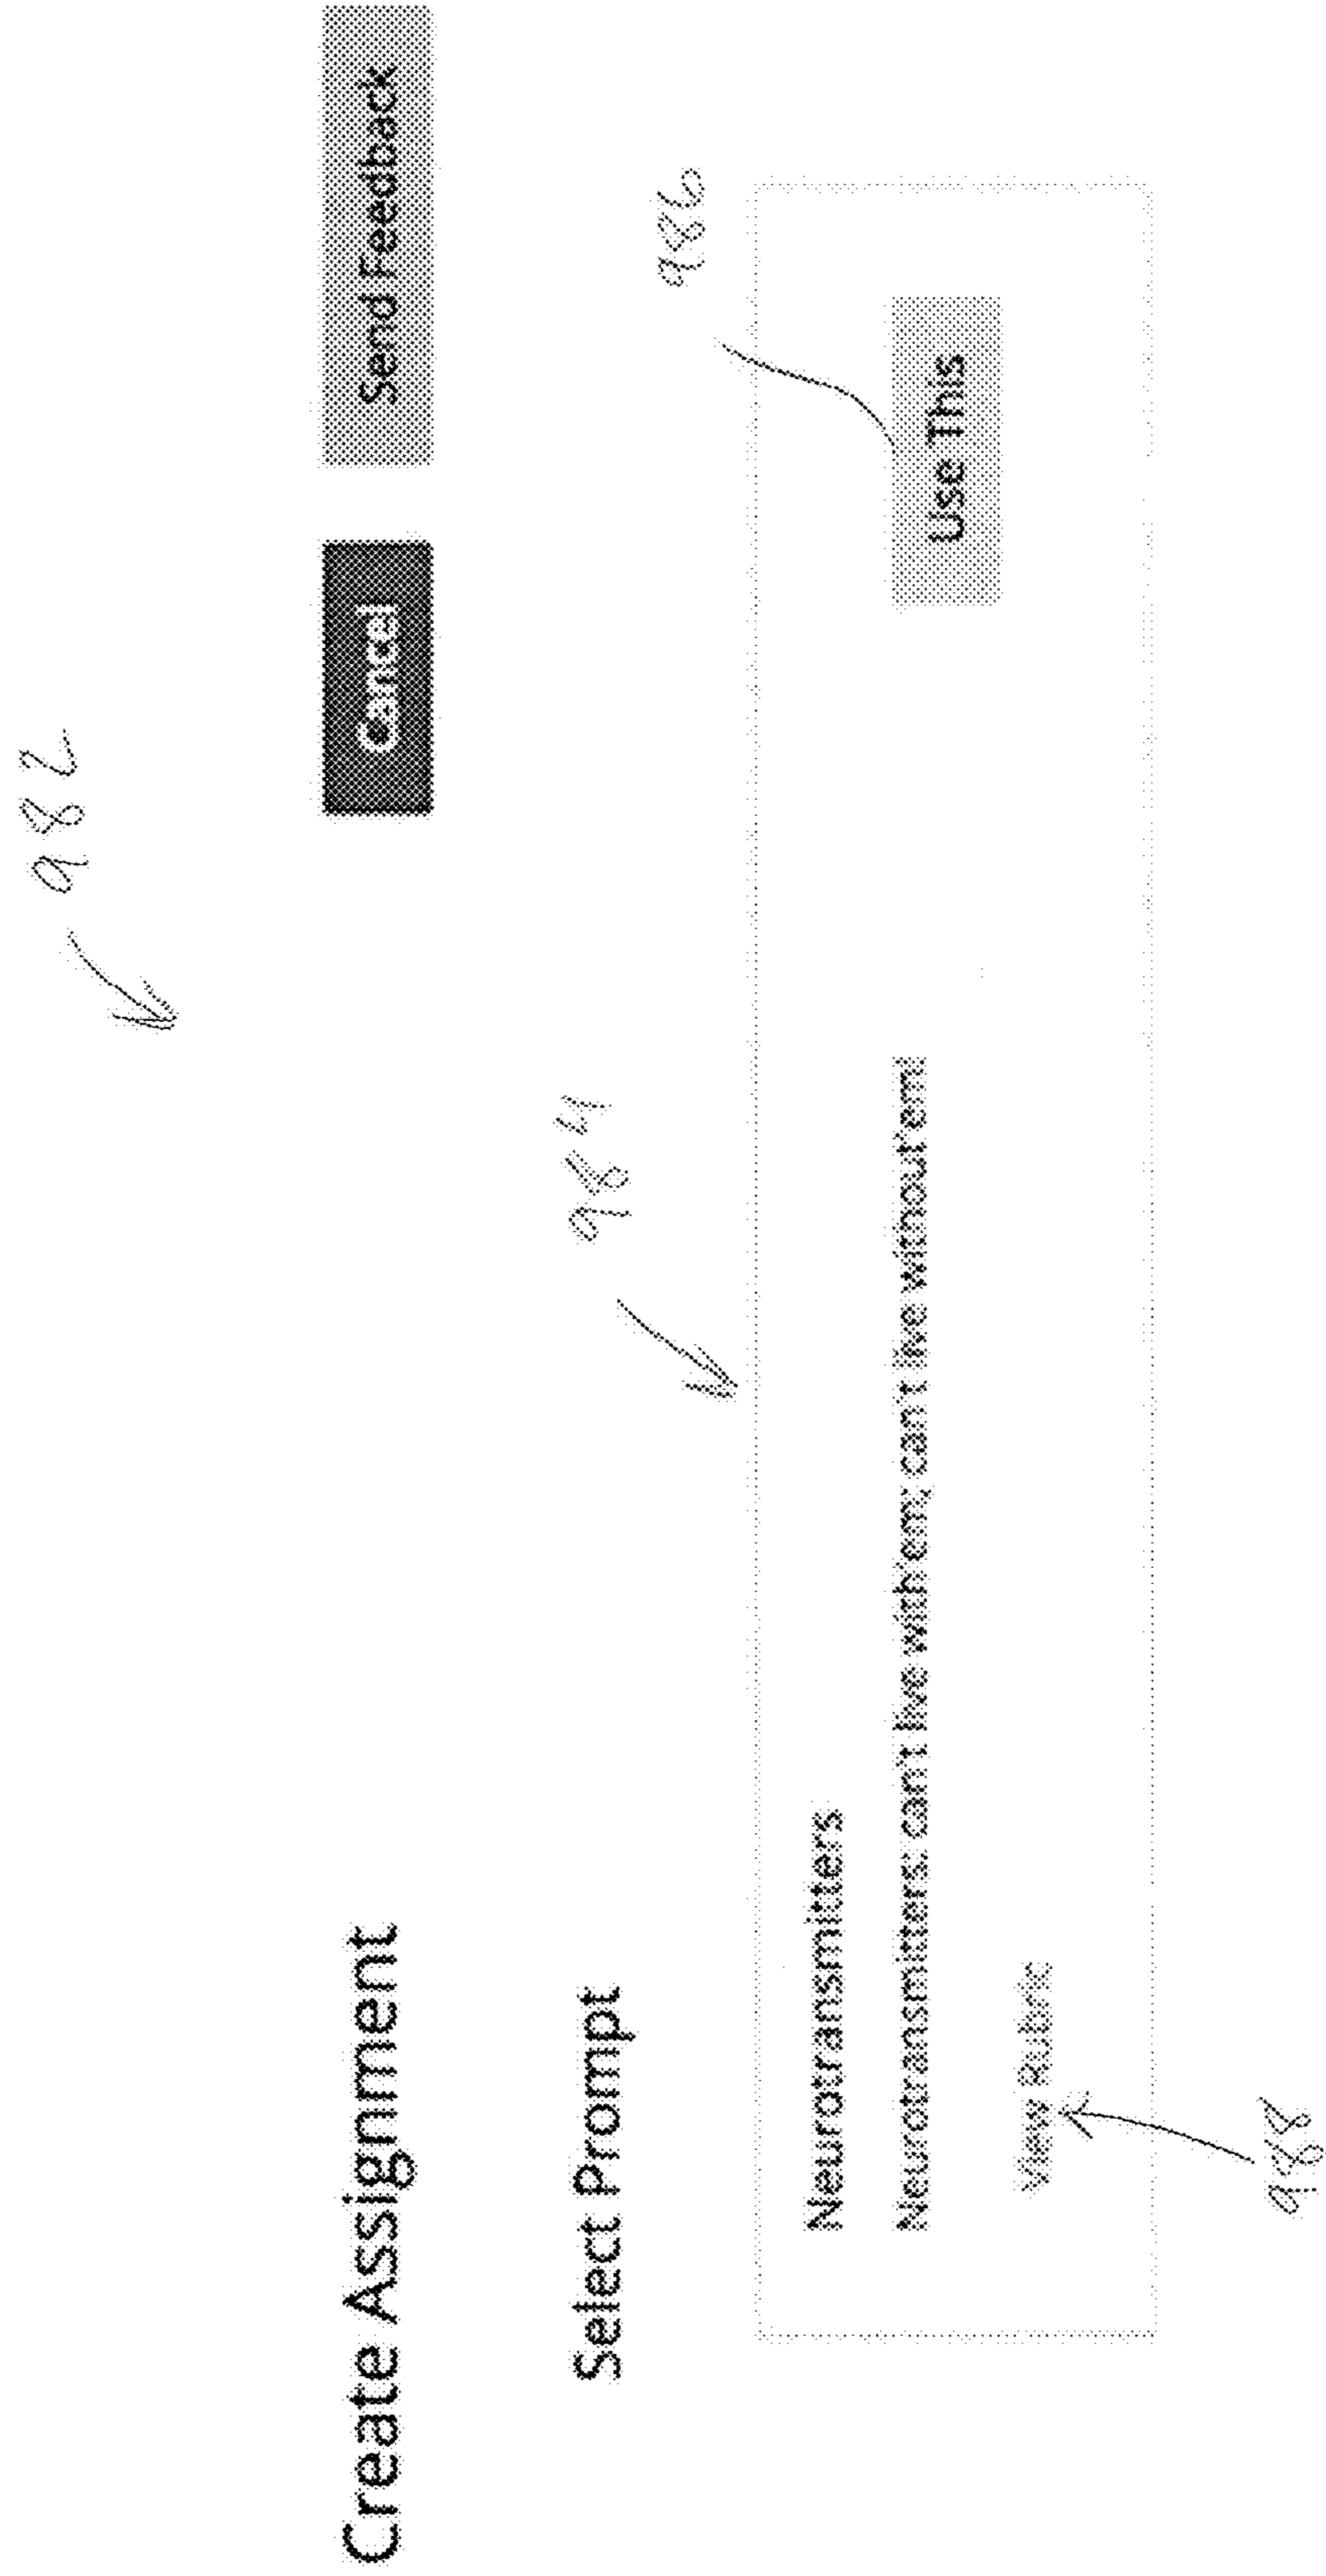 982
Create Assignment
Cancel
Send Feedback
984
Select Prompt
986
Neurotransmitters
Neurotransmitters: can't live with'em; can't live without'em!
Use This
View Rubric
988